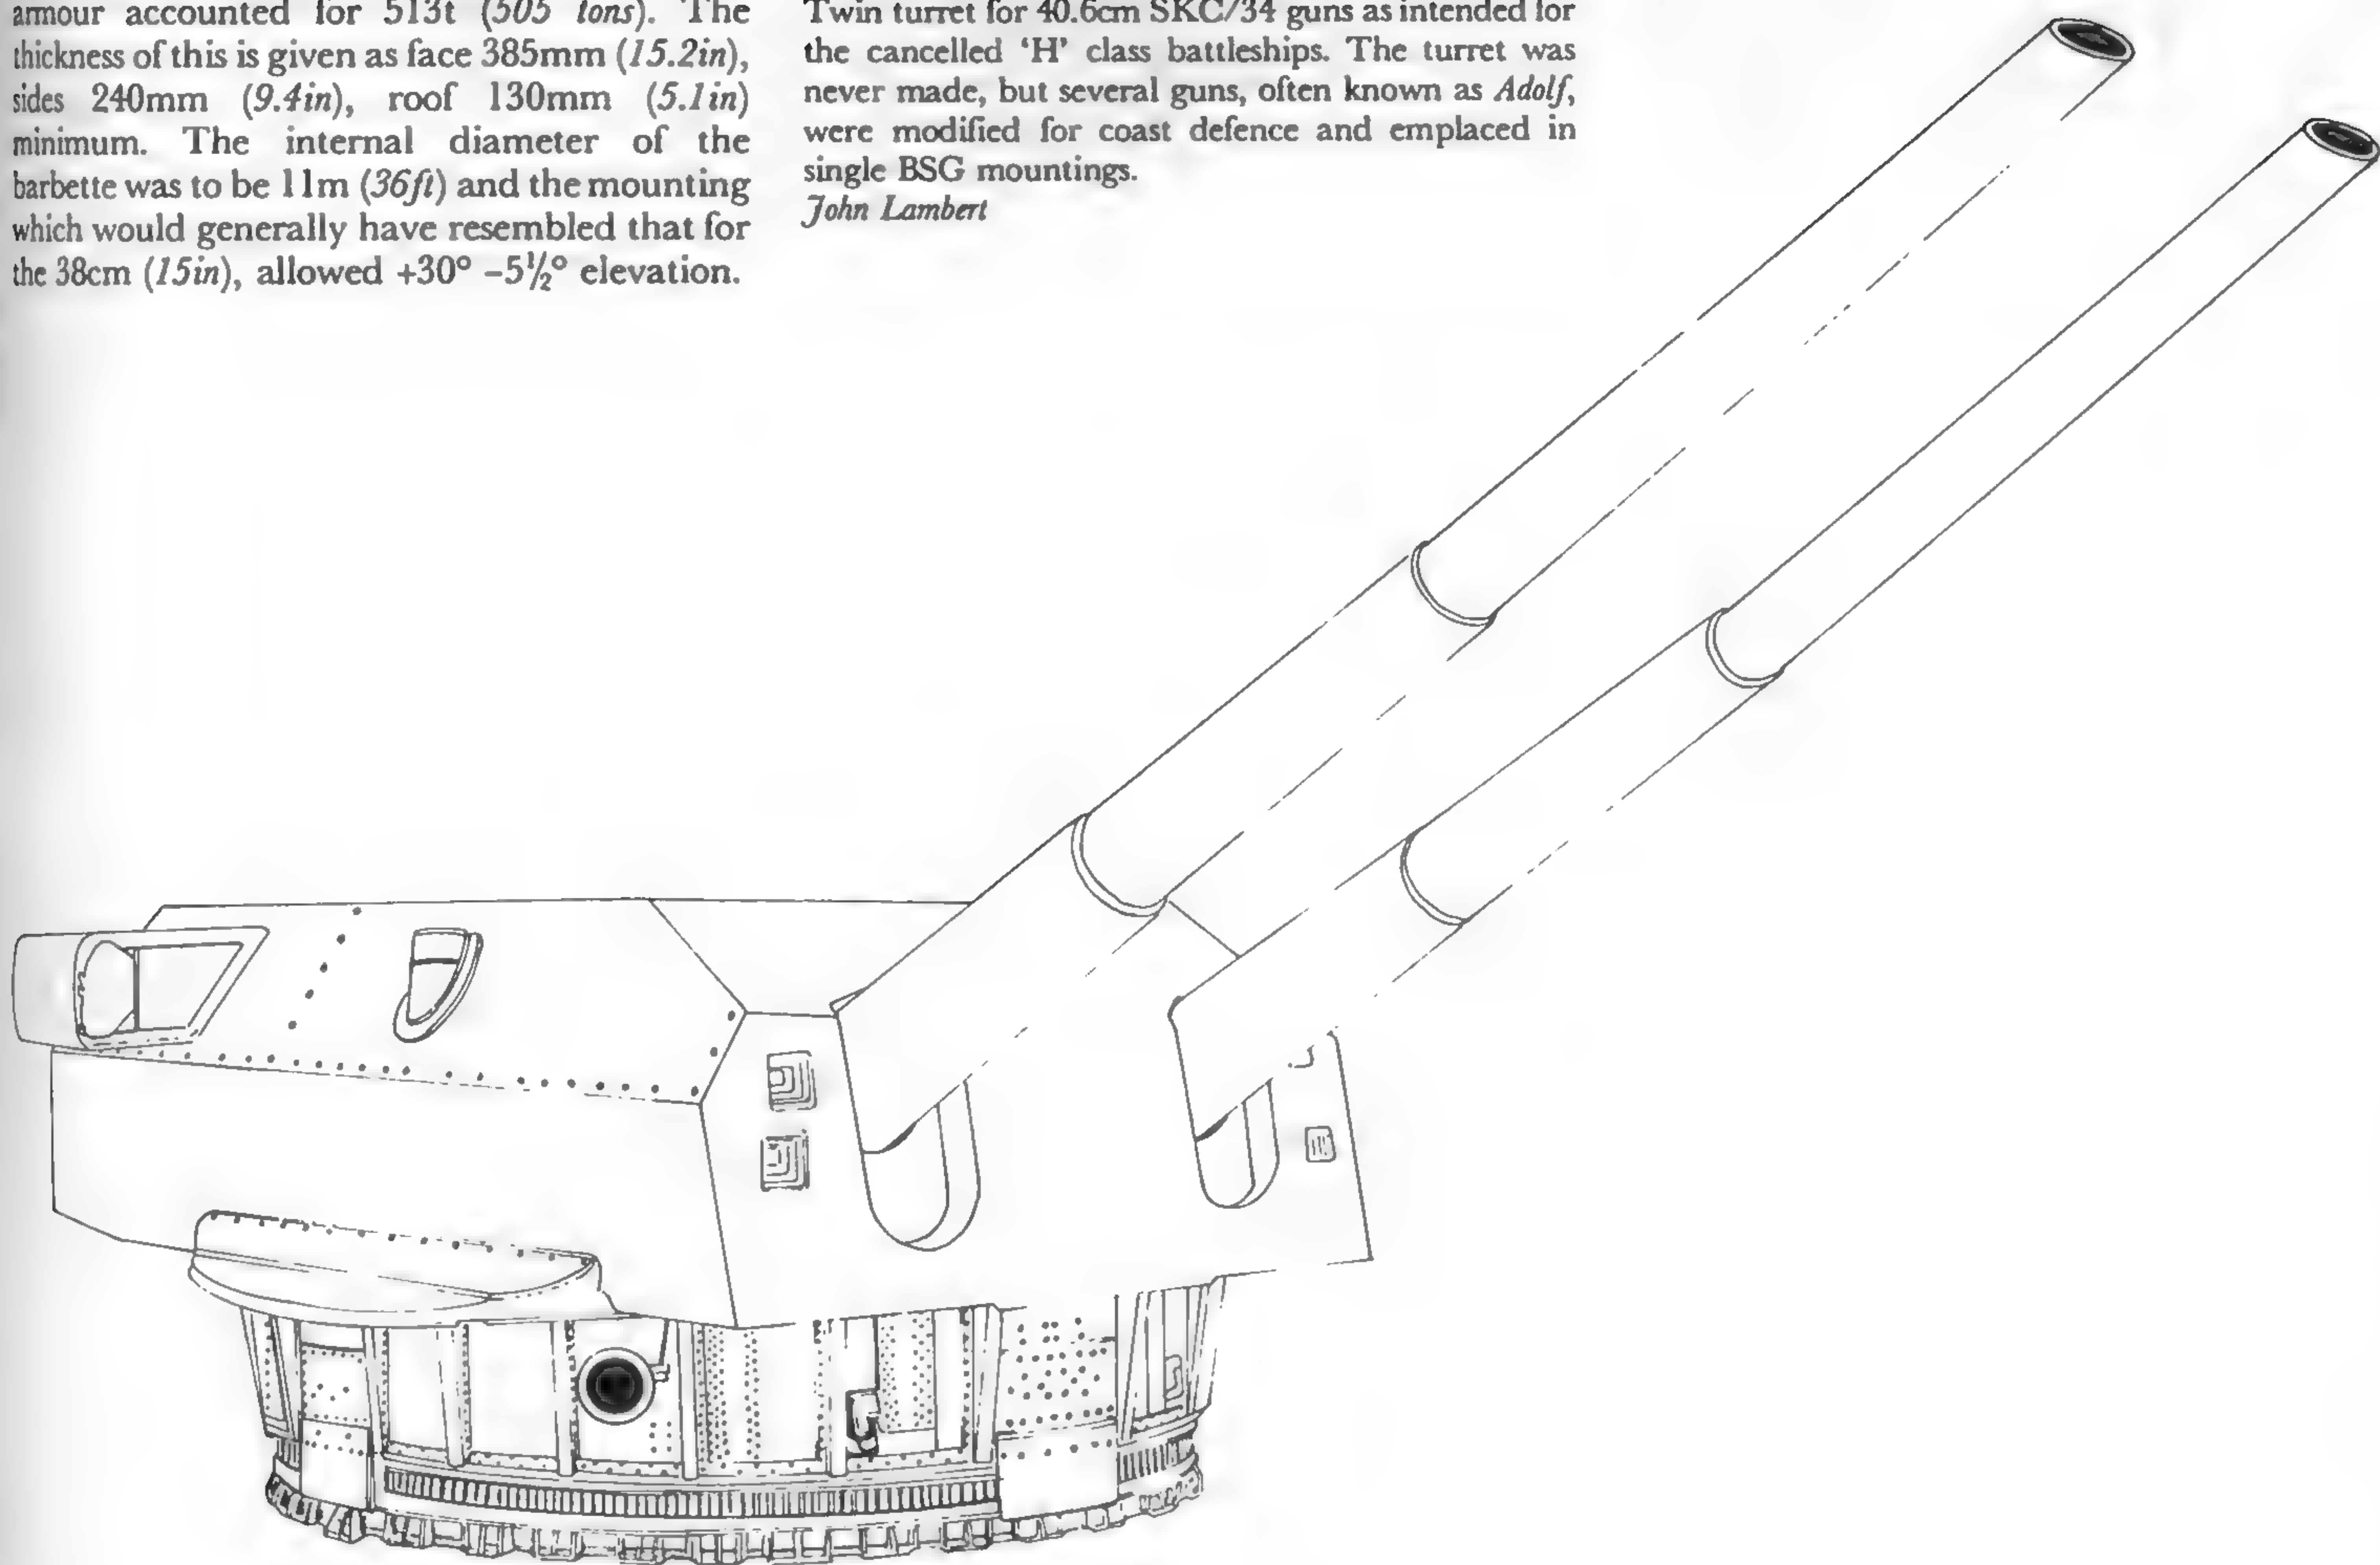 armour accounted for 513t (505 tons). The
thickness of this is given as face 385mm (15.2in),
sides 240mm (9.4in), roof 130mm (5.1in)
minimum. The internal diameter of the
barbette was to be 11m (36ft) and the mounting
which would generally have resembled that for
the 38cm (15in), allowed +30° –5½° elevation.
Twin turret for 40.6cm SKC/34 guns as intended for
the cancelled ‘H’ class battleships. The turret was
never made, but several guns, often known as Adolf,
were modified for coast defence and emplaced in
single BSG mountings.
John Lambert